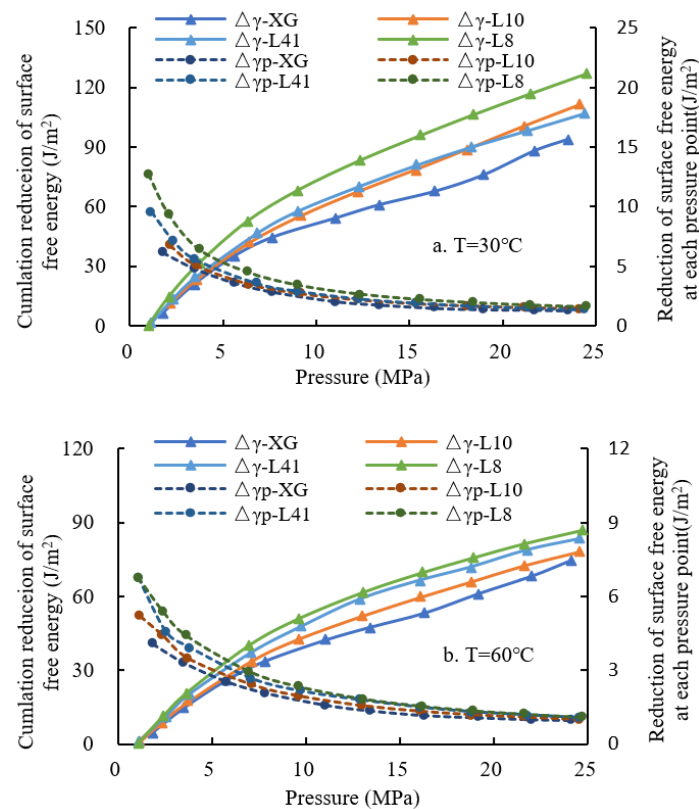 △γ-XG △γ-L10
△γ-L41 △γ-L8
△γp-XG △γp-L10
△γp-L41 △γp-L8
150
120
90
60
30
0
25
20
15
10
5
0
Cumlation reduceion of surface
free energy (J/m²)
Reduction of surface free energy
at each pressure point(J/m²)
a. T=30℃
0 5 10 15 20 25
Pressure (MPa)
△γ-XG △γ-L10
△γ-L41 △γ-L8
△γp-XG △γp-L10
△γp-L41 △γp-L8
120
90
60
30
0
12
9
6
3
0
Cumlation reduceion of surface
free energy (J/m²)
Reduction of surface free energy
at each pressure point(J/m²)
b. T=60℃
0 5 10 15 20 25
Pressure (MPa)